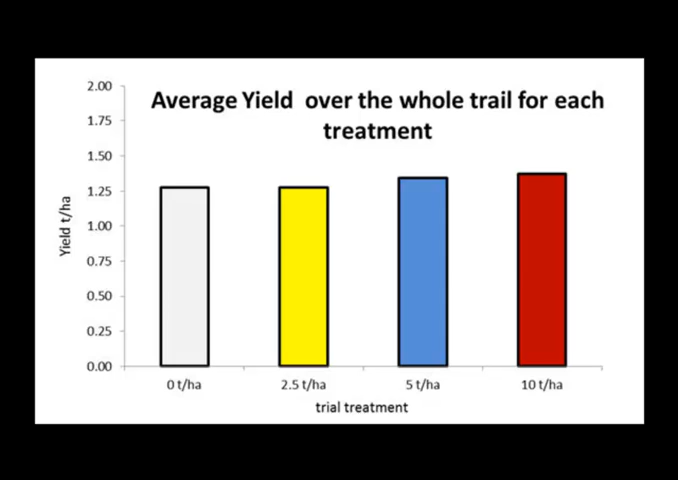 Average Yield  over the whole trail for each
treatment
2.00
1.75
1.50
1.25
1.00
0.75
0.50
0.25
0.00
Yield t/ha
0 t/ha
2.5 t/ha
5 t/ha
10 t/ha
trial treatment